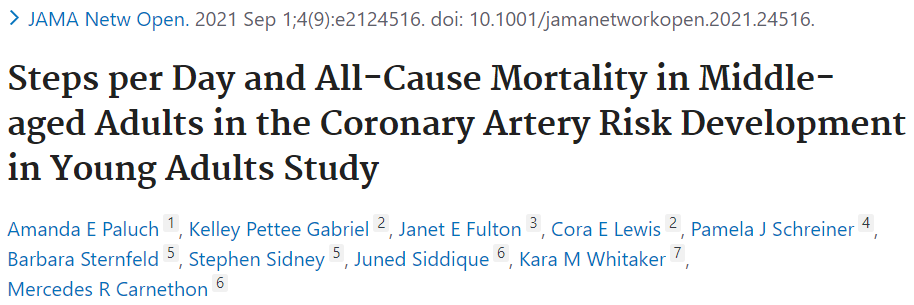 JAMA Netw Open. 2021 Sep 1;4(9):e2124516. doi: 10.1001/jamanetworkopen.2021.24516.
Steps per Day and All-Cause Mortality in Middle-
aged Adults in the Coronary Artery Risk Development
in Young Adults Study
Amanda E Paluch 1, Kelley Pettee Gabriel 2, Janet E Fulton 3, Cora E Lewis 2, Pamela J Schreiner 4,
Barbara Sternfeld 5, Stephen Sidney 5, Juned Siddique 6, Kara M Whitaker 7,
Mercedes R Carnethon 6